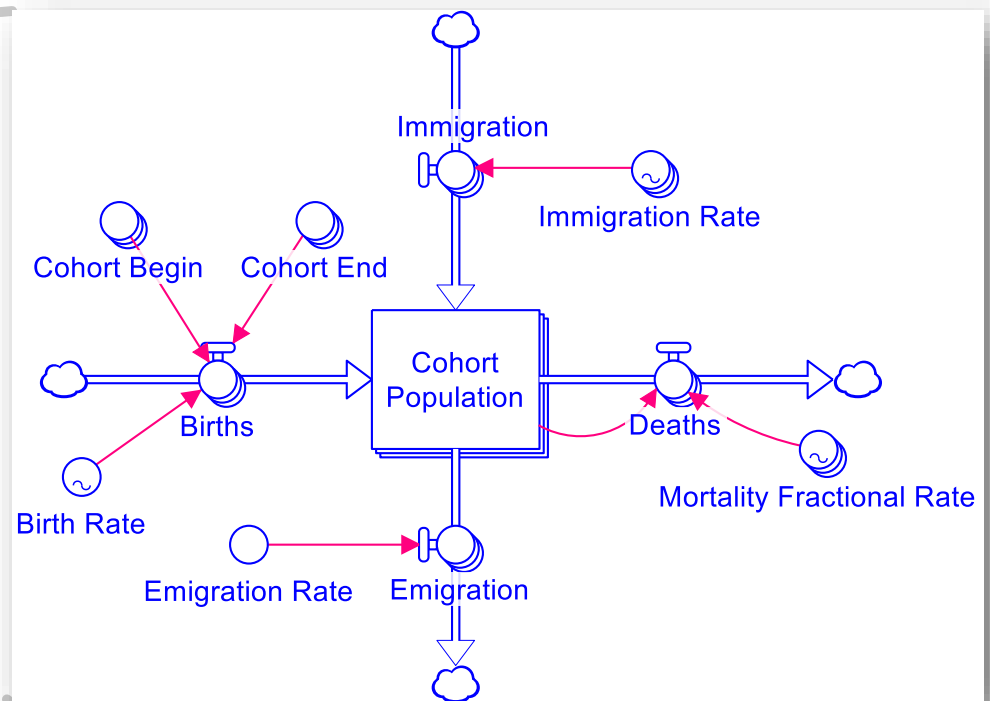 Immigration
Immigration Rate
Cohort Begin
Cohort End
Cohort
Population
Births
Deaths
Mortality Fractional Rate
Birth Rate
Emigration Rate
Emigration